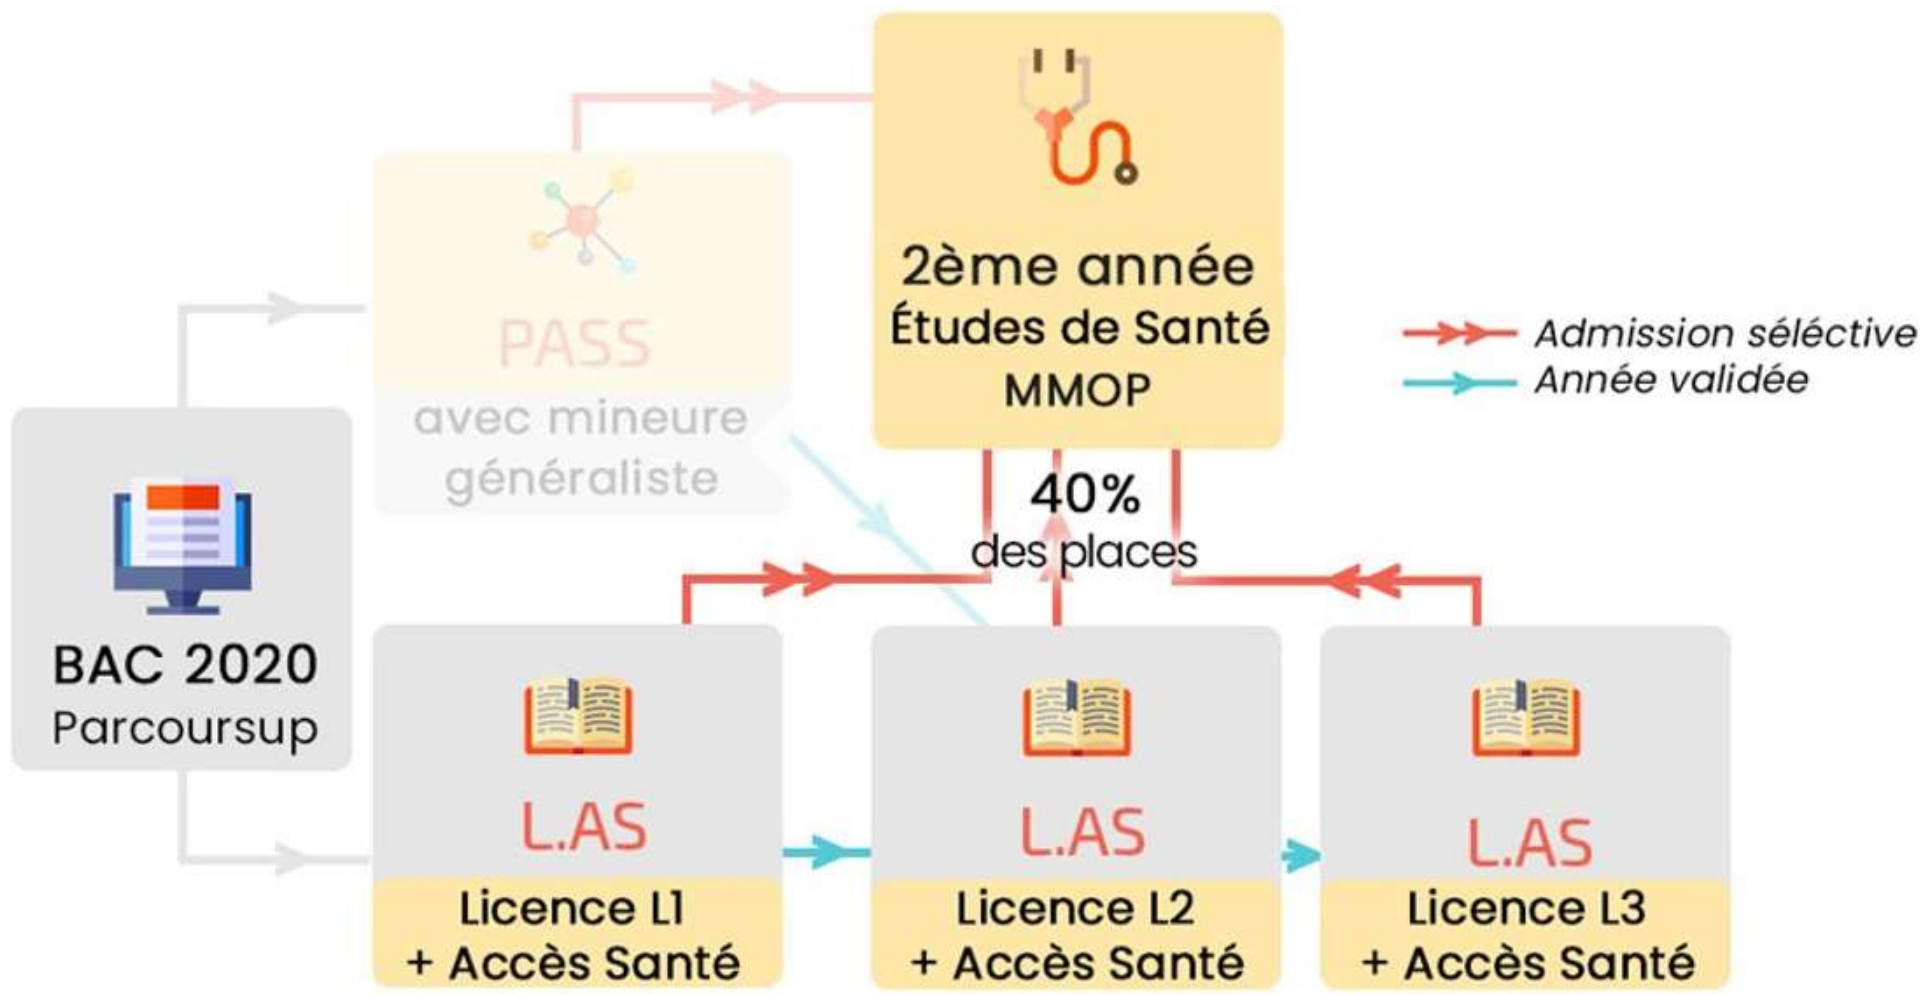 2ème année
Études de Santé
MMOP
PASS
avec mineure
généraliste
Admission séléctive
Année validée
40%
des places
BAC 2020
Parcoursup
L.AS
Licence L1
+ Accès Santé
L.AS
Licence L2
+ Accès Santé
L.AS
Licence L3
+ Accès Santé